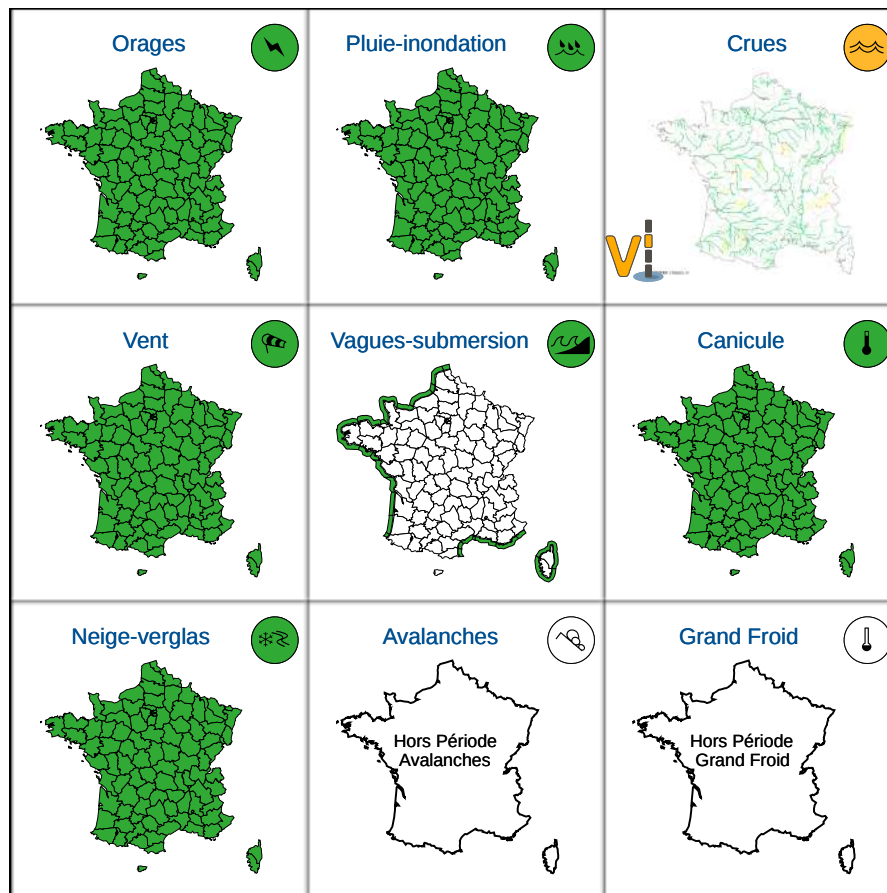 Orages
Pluie-inondation
Crues
Vi
Vent
Vagues-submersion
Canicule
Neige-verglas
Avalanches
Grand Froid
Hors Période
Avalanches
Hors Période
Grand Froid